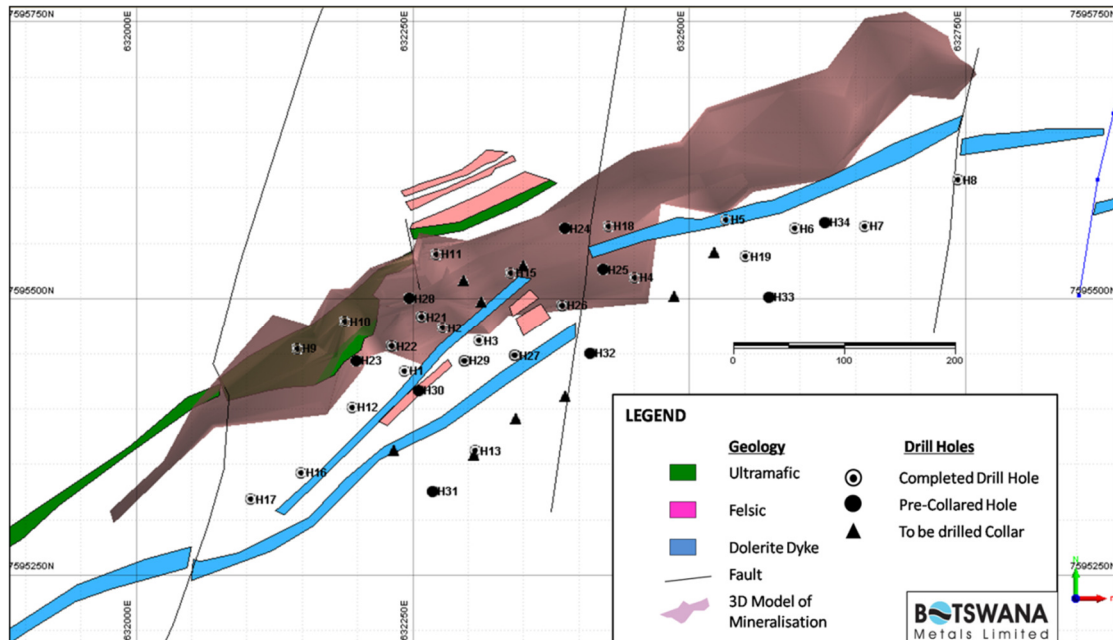 7595750N
632000E
632250E
632500E
632750E
7595750N
H8
H24
H18
H5
H34
H6
H7
H11
H19
H25
H15
H4
7595500N
H28
H26
H33
7595500N
H10
H21
H2
H3
H9
H22
H27
H32
H23
H29
H1
0
100
200
H30
H12
H13
H16
H31
H17
LEGEND
Geology
Drill Holes
Ultramafic
Completed Drill Hole
Felsic
Pre-Collared Hole
To be drilled Collar
Dolerite Dyke
Fault
3D Model of
Mineralisation
7595250N
632000E
632250E
7595250N
BOTSWANA
Metals Limited